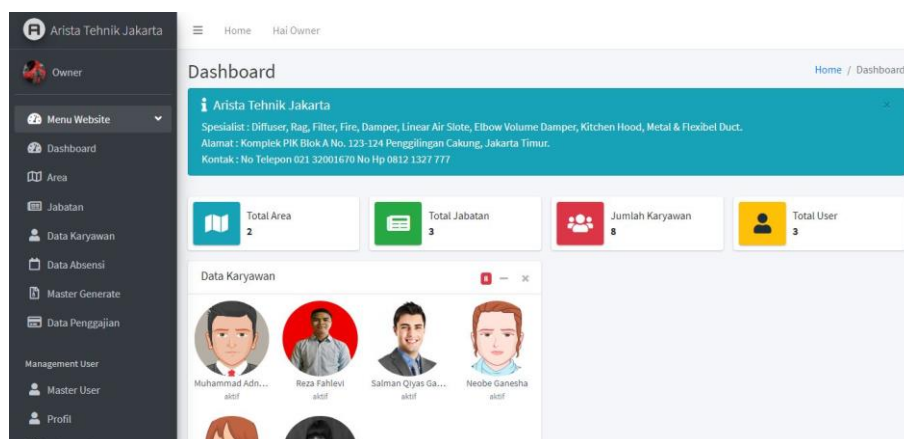 Arista Tehnik Jakarta
Home
Hai Owner
Owner
Dashboard
Home / Dashboard
Menu Website
Dashboard
Area
Jabatan
Data Karyawan
Data Absensi
Master Generate
Data Penggajian
Management User
Master User
Profil
Arista Tehnik Jakarta
Spesialist : Diffuser, Rag, Filter, Fire, Damper, Linear Air Slote, Elbow Volume Damper, Kitchen Hood, Metal & Flexibel Duct.
Alamat : Komplek PIK Blok A No. 123-124 Penggilingan Cakung, Jakarta Timur.
Kontak : No Telepon 021 32001670 No Hp 0812 1327 777
Total Area
2
Total Jabatan
3
Jumlah Karyawan
8
Total User
3
Data Karyawan
8
Muhammad Adn...
aktif
Reza Fahlevi
aktif
Salman Qiyas Ga...
aktif
Neobe Ganesha
aktif